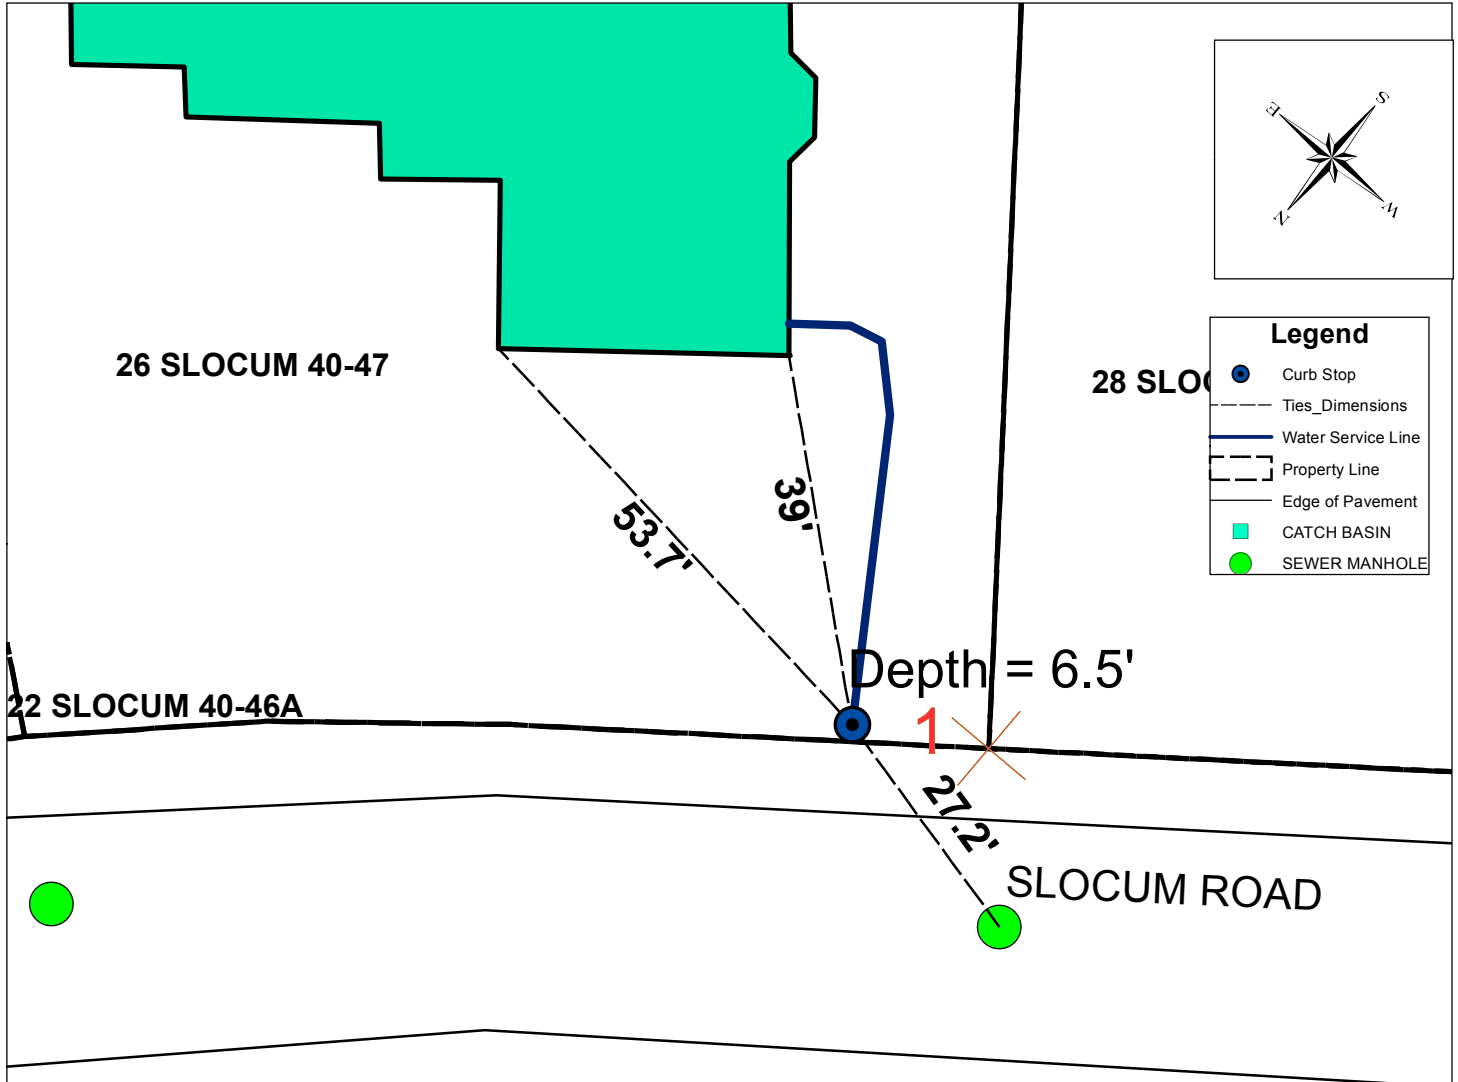 S
E
W
N
Legend
Curb Stop
Ties_Dimensions
Water Service Line
Property Line
Edge of Pavement
CATCH BASIN
SEWER MANHOLE
26 SLOCUM 40-47
28 SLOC
39'
53.7'
Depth = 6.5'
22 SLOCUM 40-46A
1
27.2'
SLOCUM ROAD